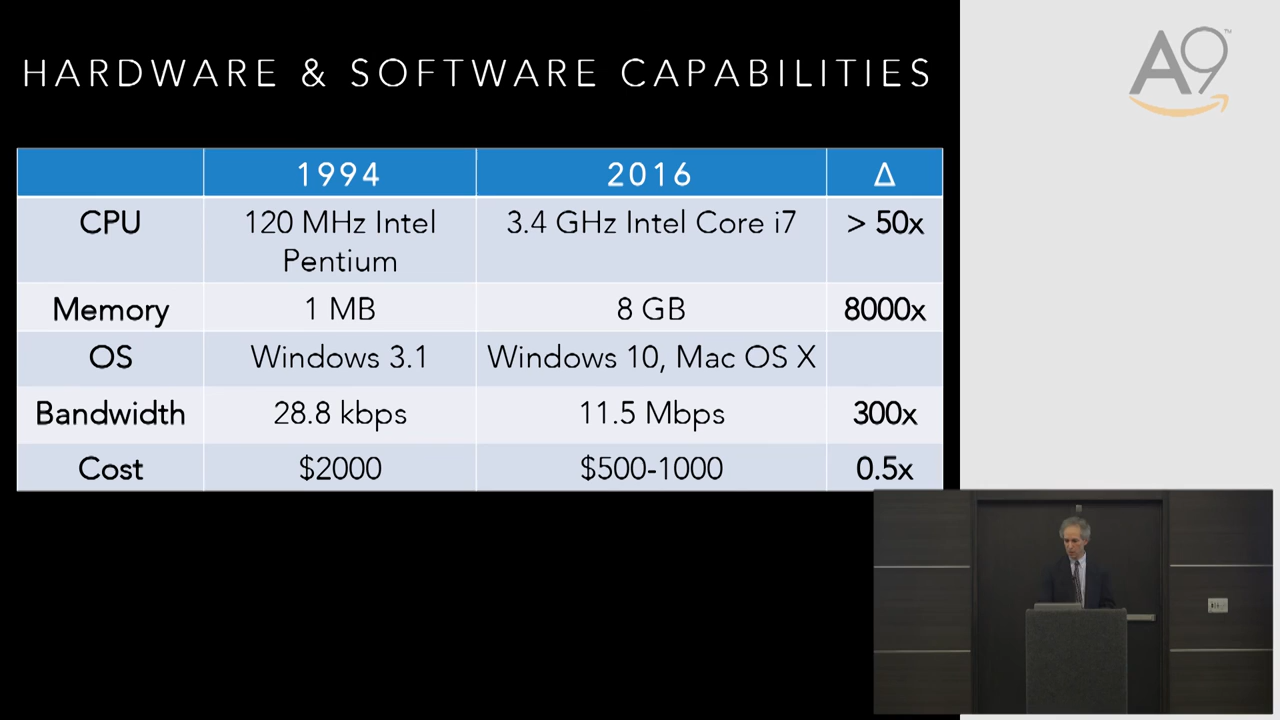 HARDWARE & SOFTWARE CAPABILITIES
A9™
1994 2016 Δ
CPU 120 MHz Intel Pentium 3.4 GHz Intel Core i7 > 50x
Memory 1 MB 8 GB 8000x
OS Windows 3.1 Windows 10, Mac OS X
Bandwidth 28.8 kbps 11.5 Mbps 300x
Cost $2000 $500-1000 0.5x